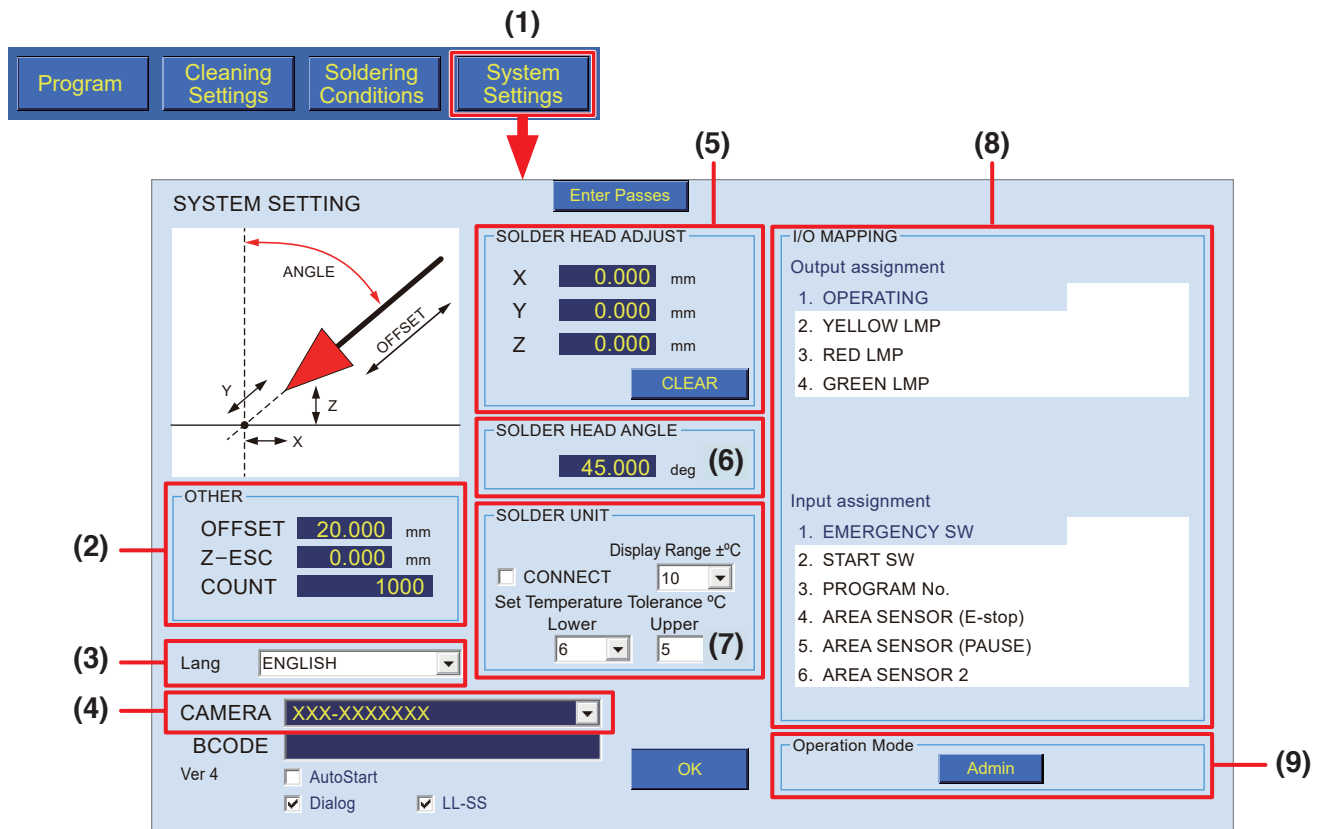 (1)
Program
Cleaning
Settings
Soldering
Conditions
System
Settings
(5)
(8)
SYSTEM SETTING
Enter Passes
ANGLE
OFFSET
Y
Z
X
SOLDER HEAD ADJUST
X 0.000 mm
Y 0.000 mm
Z 0.000 mm
CLEAR
SOLDER HEAD ANGLE
45.000 deg (6)
(2)
OTHER
OFFSET 20.000 mm
Z−ESC 0.000 mm
COUNT 1000
SOLDER UNIT
Display Range ±ºC
CONNECT 10
Set Temperature Tolerance ºC
Lower Upper
6 5 (7)
(3)
Lang ENGLISH
(4)
CAMERA XXX-XXXXXXX
BCODE
Ver 4
AutoStart
Dialog LL-SS
OK
I/O MAPPING
Output assignment
1. OPERATING
2. YELLOW LMP
3. RED LMP
4. GREEN LMP
Input assignment
1. EMERGENCY SW
2. START SW
3. PROGRAM No.
4. AREA SENSOR (E-stop)
5. AREA SENSOR (PAUSE)
6. AREA SENSOR 2
Operation Mode
Admin
(9)